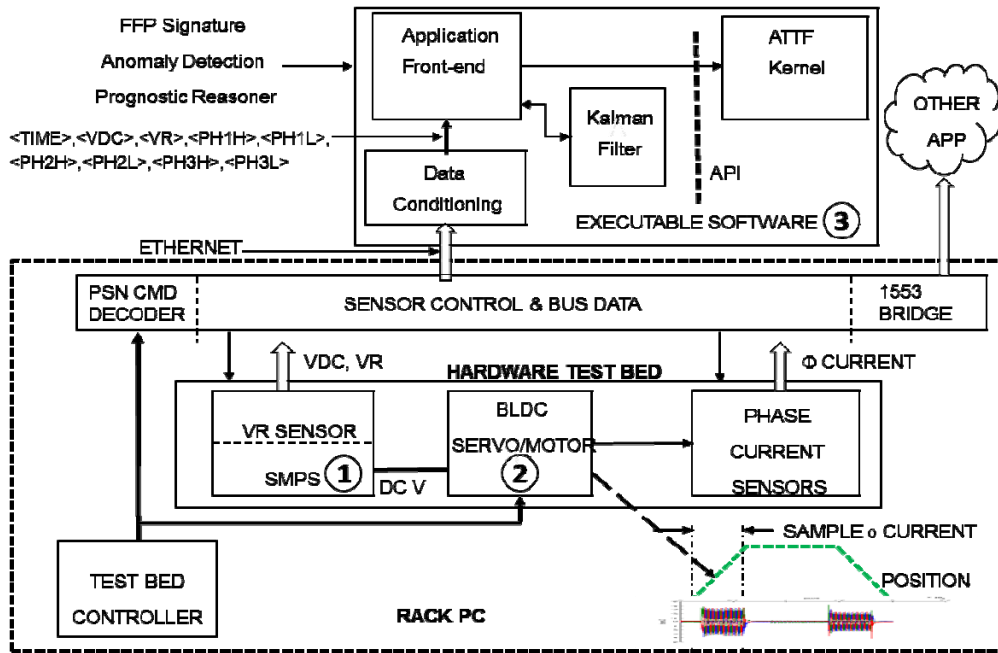 FFP Signature
Anomaly Detection
Prognostic Reasoner
<TIME>,<VDC>,<VR>,<PH1H>,<PH1L>,
<PH2H>,<PH2L>,<PH3H>,<PH3L>
Application
Front-end
ATTF
Kernel
Kalman
Filter
API
Data
Conditioning
EXECUTABLE SOFTWARE 3
OTHER
APP
ETHERNET
PSN CMD
DECODER
SENSOR CONTROL & BUS DATA
1553
BRIDGE
VDC, VR
HARDWARE TEST BED
Φ CURRENT
VR SENSOR
SMPS 1
DC V
BLDC
SERVO/MOTOR
2
PHASE
CURRENT
SENSORS
SAMPLE o CURRENT
POSITION
TEST BED
CONTROLLER
RACK PC